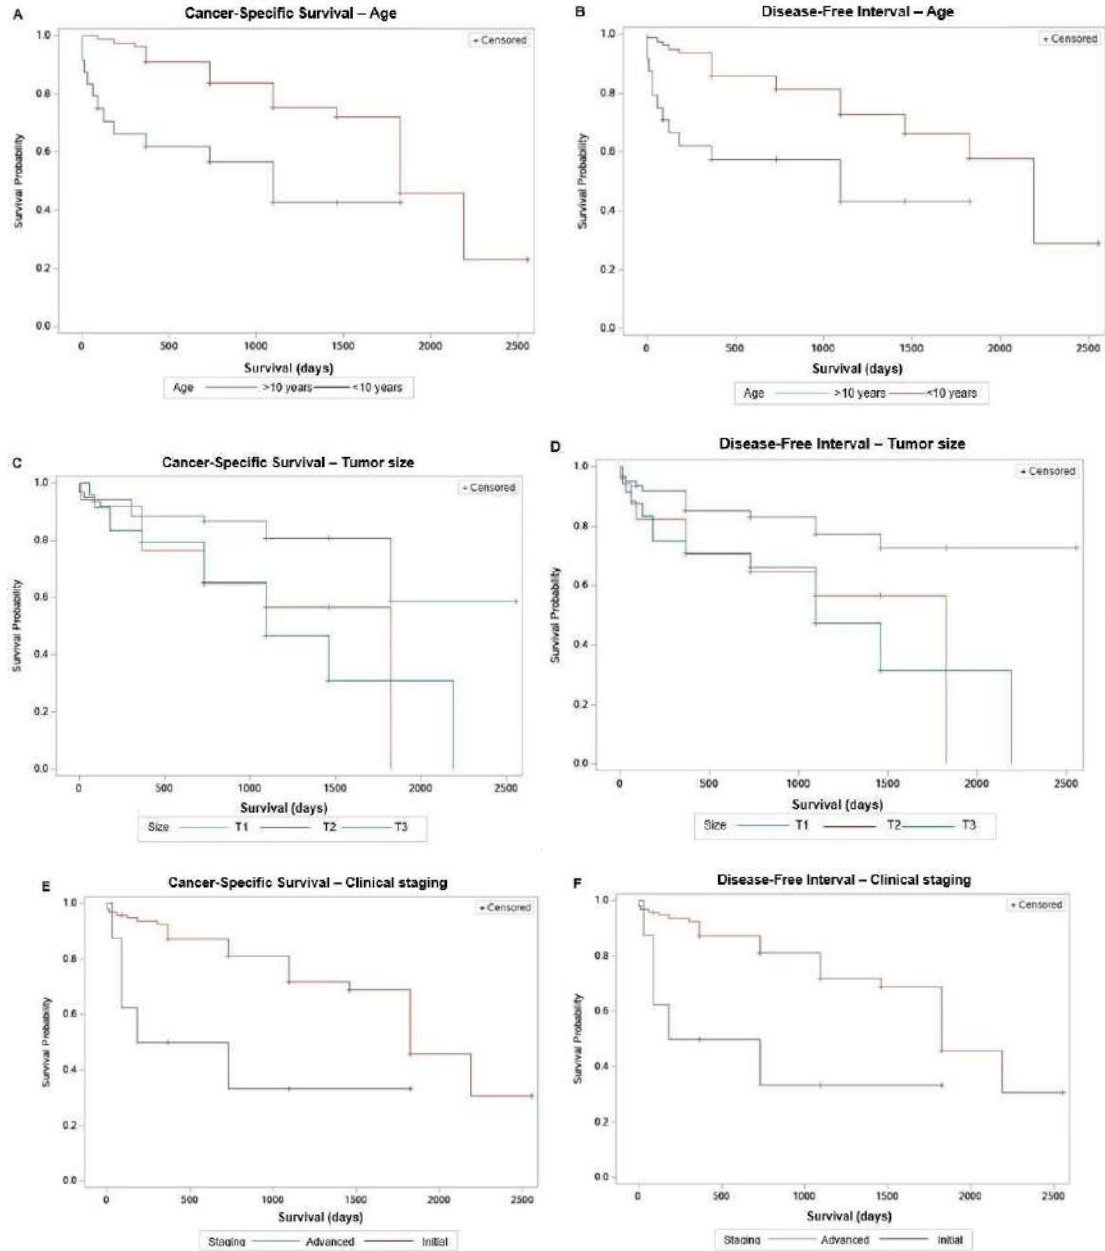 A
Cancer-Specific Survival – Age
+ Censored
Survival Probability
1.0
0.8
0.6
0.4
0.2
0.0
0 500 1000 1500 2000 2500
Survival (days)
Age >10 years <10 years
B
Disease-Free Interval – Age
+ Censored
Survival Probability
1.0
0.8
0.6
0.4
0.2
0.0
0 500 1000 1500 2000 2500
Survival (days)
Age >10 years <10 years
C
Cancer-Specific Survival – Tumor size
+ Censored
Survival Probability
1.0
0.8
0.6
0.4
0.2
0.0
0 500 1000 1500 2000 2500
Survival (days)
Size T1 T2 T3
D
Disease-Free Interval – Tumor size
+ Censored
Survival Probability
1.0
0.8
0.6
0.4
0.2
0.0
0 500 1000 1500 2000 2500
Survival (days)
Size T1 T2 T3
E
Cancer-Specific Survival – Clinical staging
+ Censored
Survival Probability
1.0
0.8
0.6
0.4
0.2
0.0
0 500 1000 1500 2000 2500
Survival (days)
Staging Advanced Initial
F
Disease-Free Interval – Clinical staging
+ Censored
Survival Probability
1.0
0.8
0.6
0.4
0.2
0.0
0 500 1000 1500 2000 2500
Survival (days)
Staging Advanced Initial